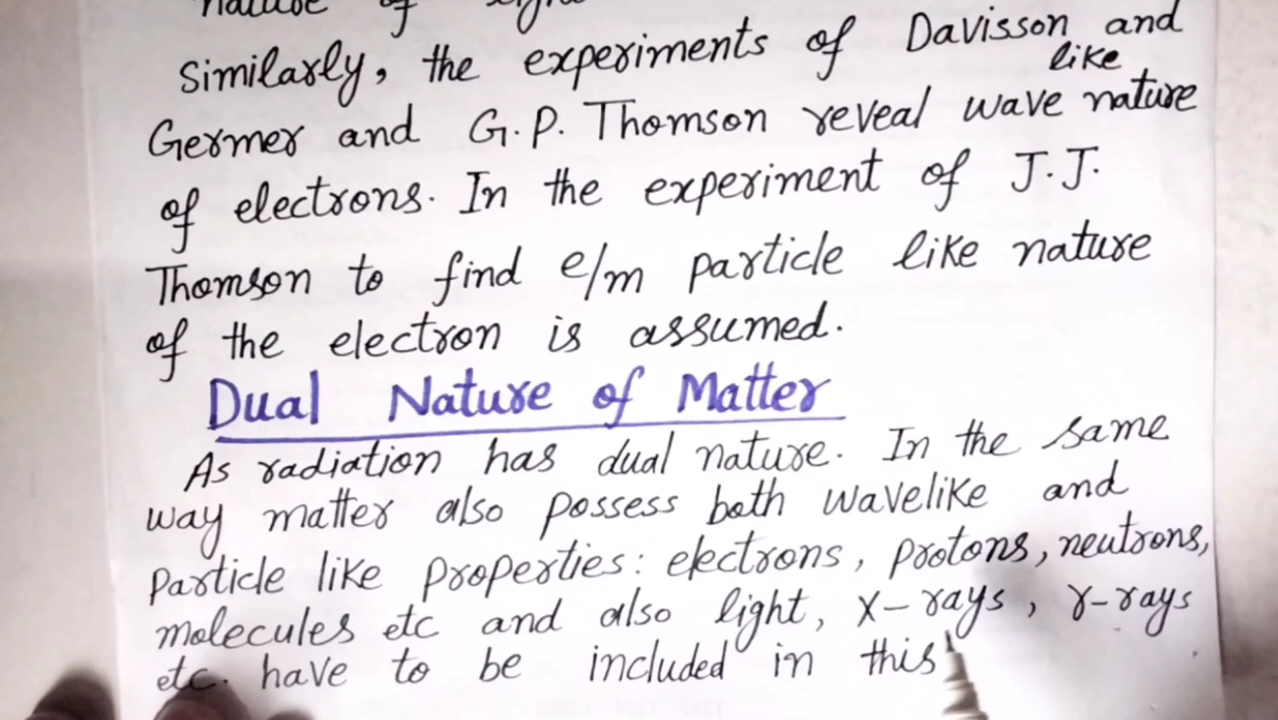 nature of light
Similarly, the experiments of Davisson and
like
Germer and G.P. Thomson reveal wave nature
of electrons. In the experiment of J.J.
Thomson to find e/m particle like nature
of the electron is assumed.
Dual Nature of Matter
As radiation has dual nature. In the same
way matter also possess both wavelike and
Particle like properties: electrons, protons, neutrons,
molecules etc and also light, X-rays, γ-rays
etc. have to be included in this